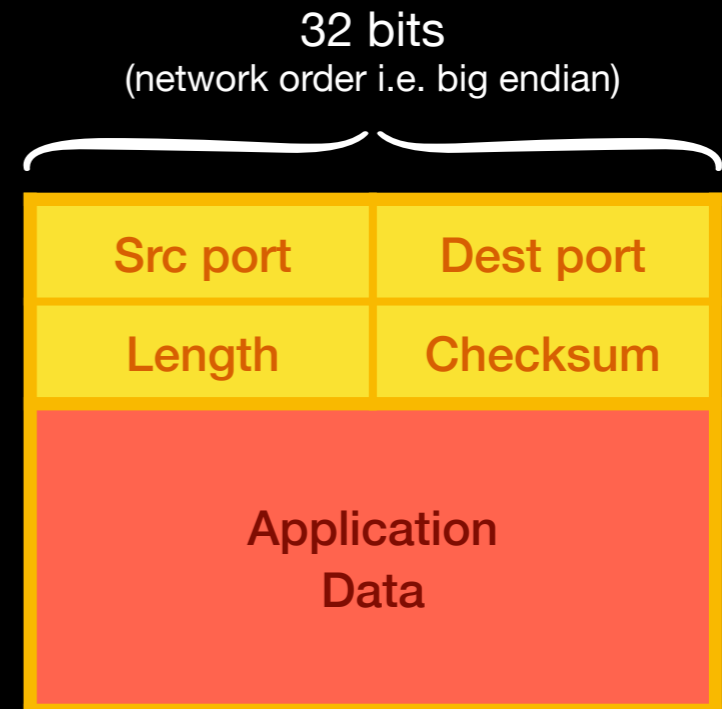 32 bits
(network order i.e. big endian)
Src port
Dest port
Length
Checksum
Application
Data